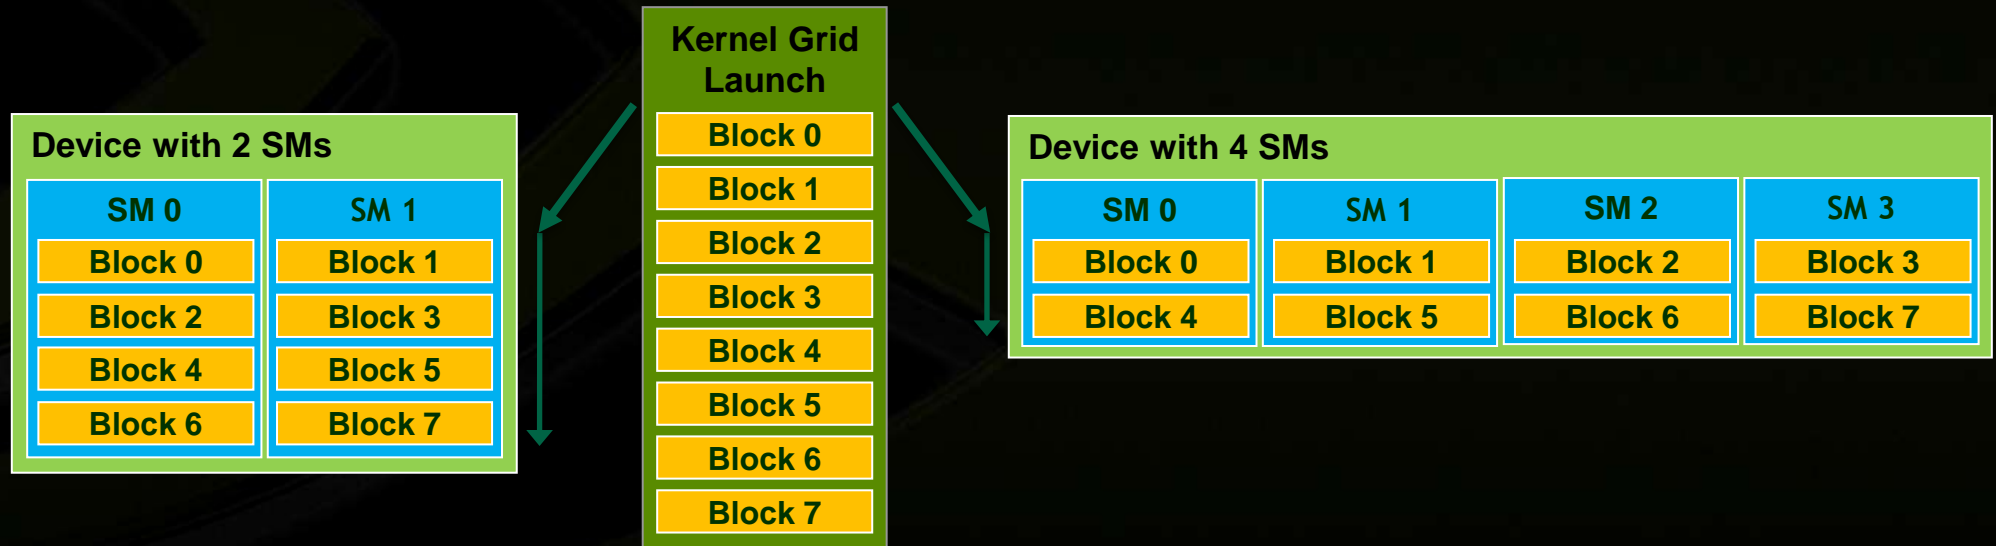 Kernel Grid
Launch
Block 0
Block 1
Block 2
Block 3
Block 4
Block 5
Block 6
Block 7
Device with 2 SMs
SM 0
SM 1
Block 0
Block 1
Block 2
Block 3
Block 4
Block 5
Block 6
Block 7
Device with 4 SMs
SM 0
SM 1
SM 2
SM 3
Block 0
Block 1
Block 2
Block 3
Block 4
Block 5
Block 6
Block 7